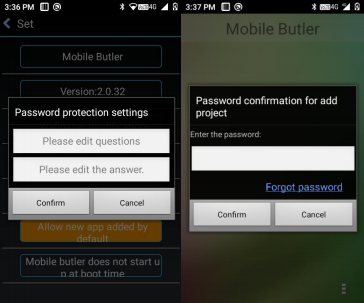 3:36 PM
4G
Set
Mobile Butler
Version:2.0.32
Password protection settings
Please edit questions
Please edit the answer.
Confirm
Cancel
Allow new app added by
default
Mobile butler does not start u
p at boot time
3:37 PM
4G
Mobile Butler
Password confirmation for add
project
Enter the password:
Forgot password
Confirm
Cancel